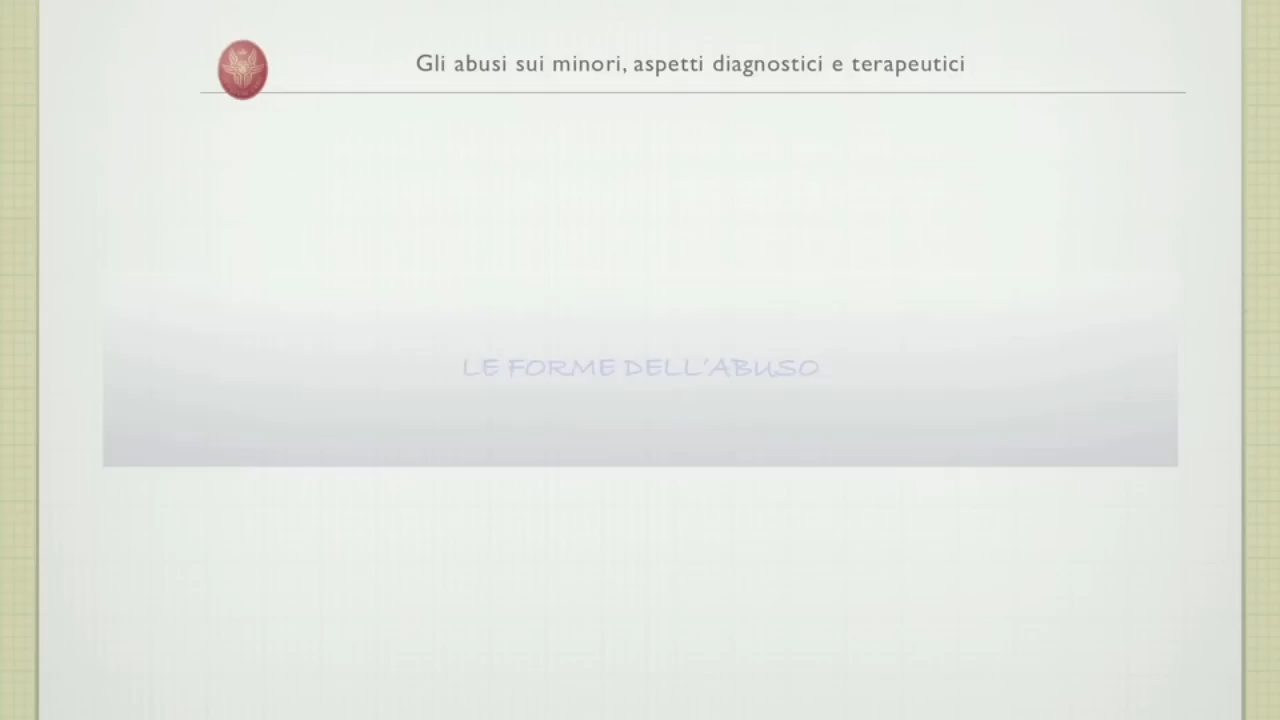 Gli abusi sui minori, aspetti diagnostici e terapeutici
LE FORME DELL'ABUSO